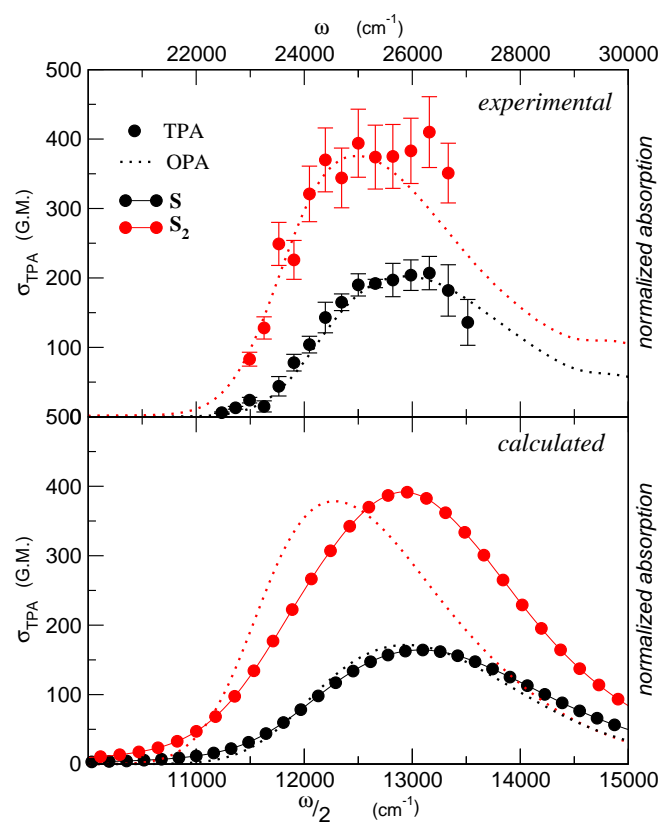 ω (cm⁻¹)
22000 24000 26000 28000 30000
500
400
300
200
100
0
σTPA (G.M.)
experimental
TPA
OPA
S
S₂
normalized absorption
500
400
300
200
100
0
σTPA (G.M.)
calculated
normalized absorption
11000 12000 13000 14000 15000
ω/2 (cm⁻¹)